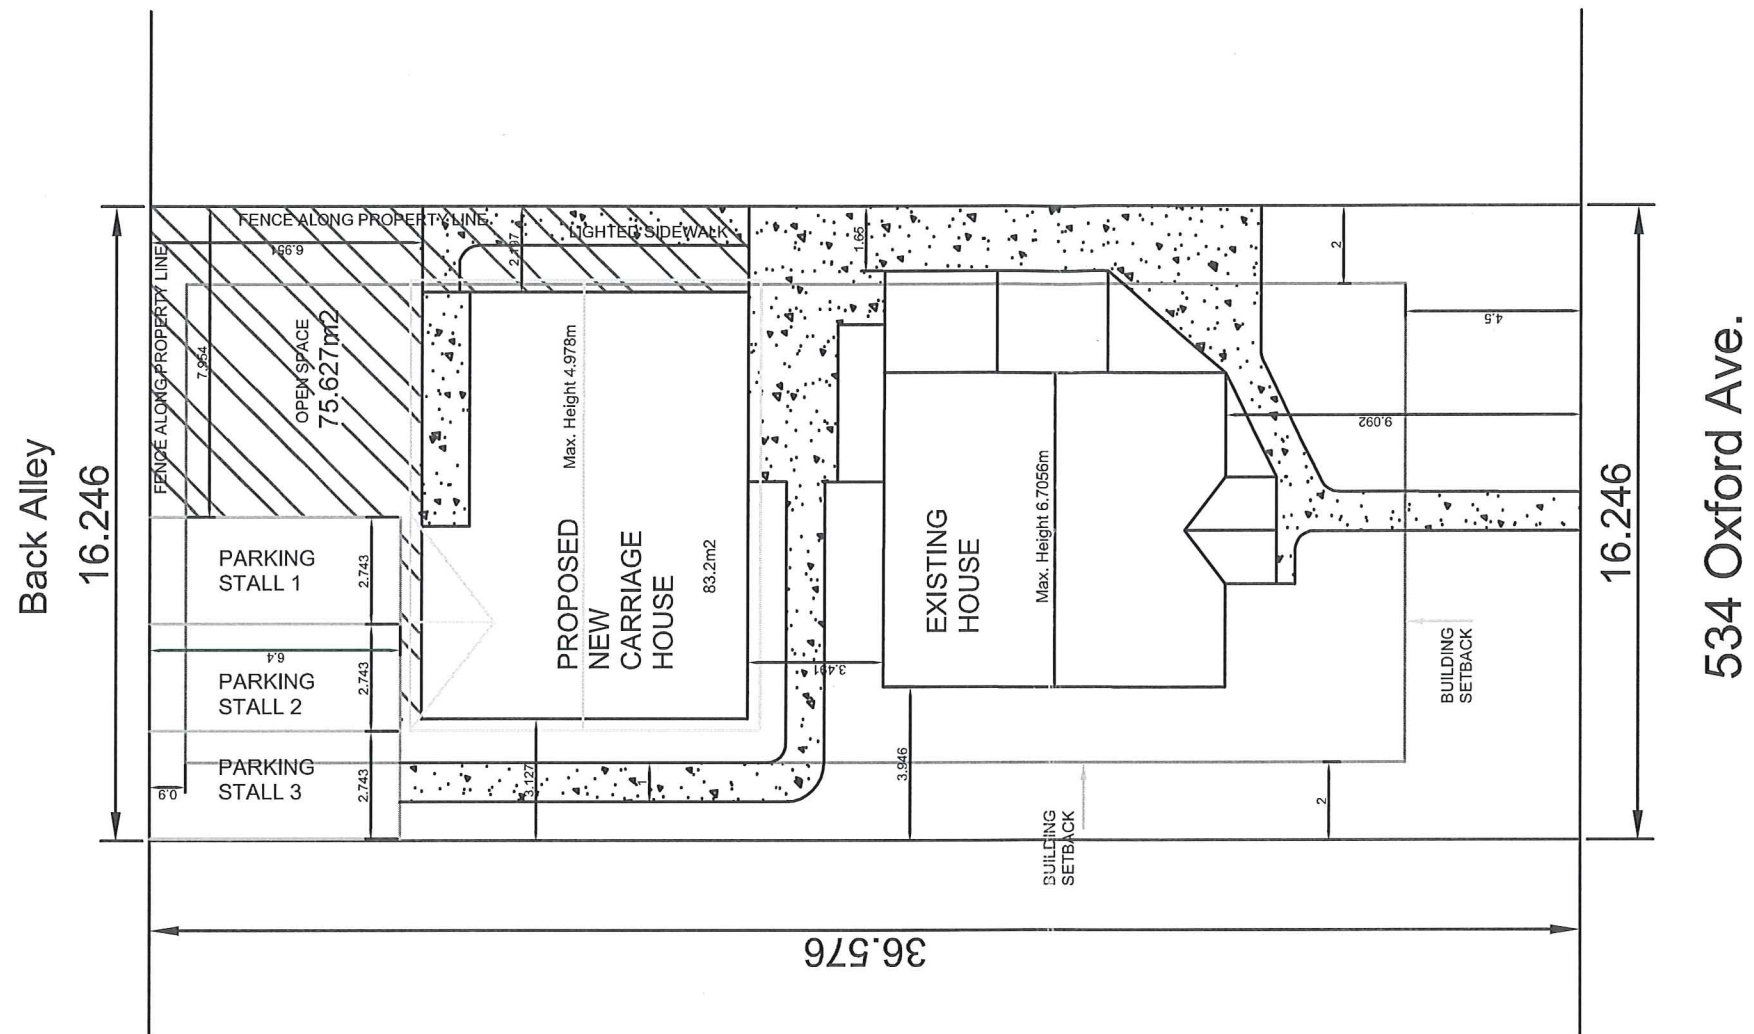 Back Alley
16.246
FENCE ALONG PROPERTY LINE
FENCE ALONG PROPERTY LINE
6.951
7.954
OPEN SPACE
75.627m2
2.197
LIGHTED SIDEWALK
Max. Height 4.978m
PROPOSED
NEW
CARRIAGE
HOUSE
83.2m2
PARKING
STALL 1
2.743
6.4
PARKING
STALL 2
2.743
PARKING
STALL 3
2.743
0.9
3.127
1
3.491
1.65
EXISTING
HOUSE
Max. Height 6.7056m
3.946
2
4.5
9.092
BUILDING
SETBACK
BUILDING
SETBACK
2
36.576
16.246
534 Oxford Ave.